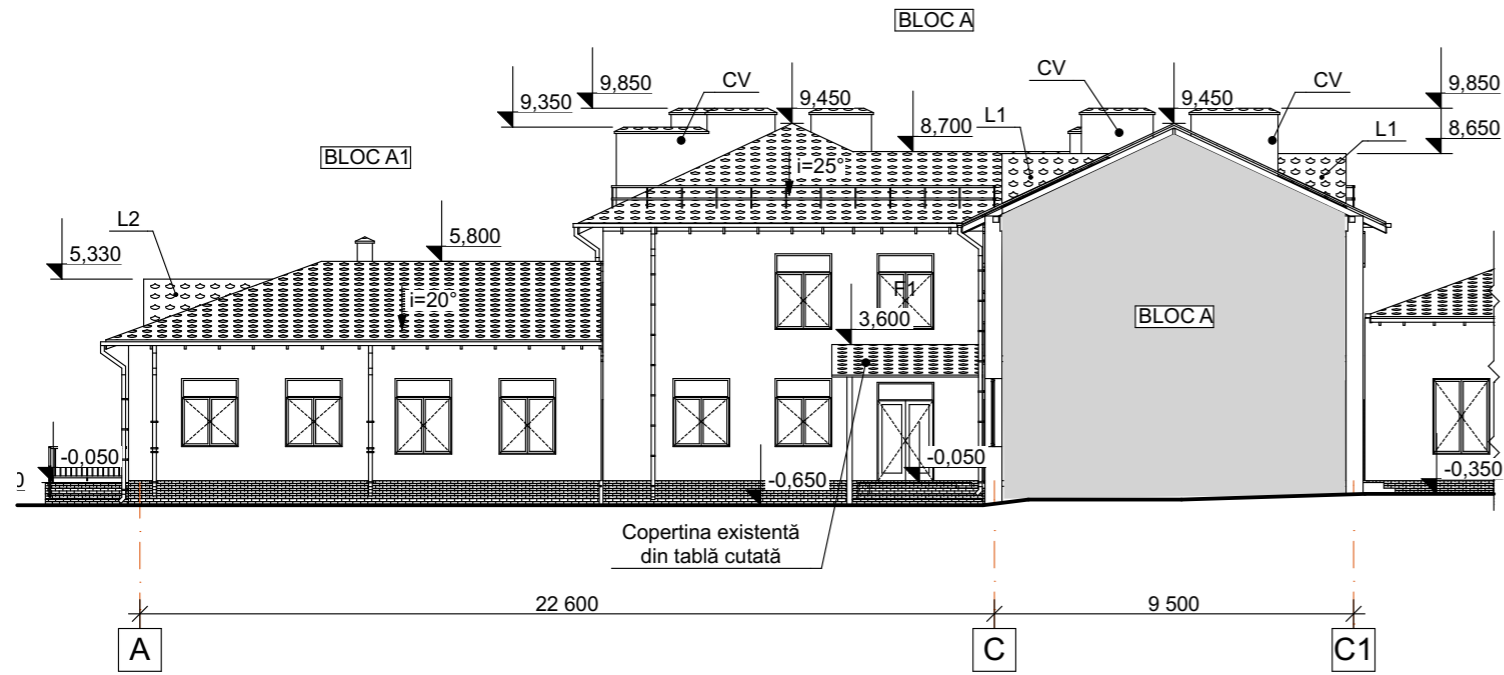 BLOC A
CV
CV
CV
9,850
9,450
9,450
9,850
9,350
L1
8,700
8,650
L1
BLOC A1
i=25°
L2
5,800
5,330
i=20°
F1
3,600
BLOC A
-0,050
-0,050
-0,650
-0,350
0
Copertina existentă
din tablă cutată
22 600
9 500
A
C
C1